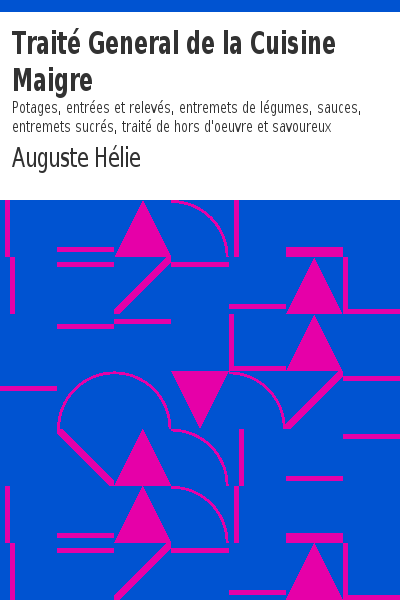 Traité General de la Cuisine
Maigre
Potages, entrées et relevés, entremets de légumes, sauces,
entremets sucrés, traité de hors d'oeuvre et savoureux
Auguste Hélie